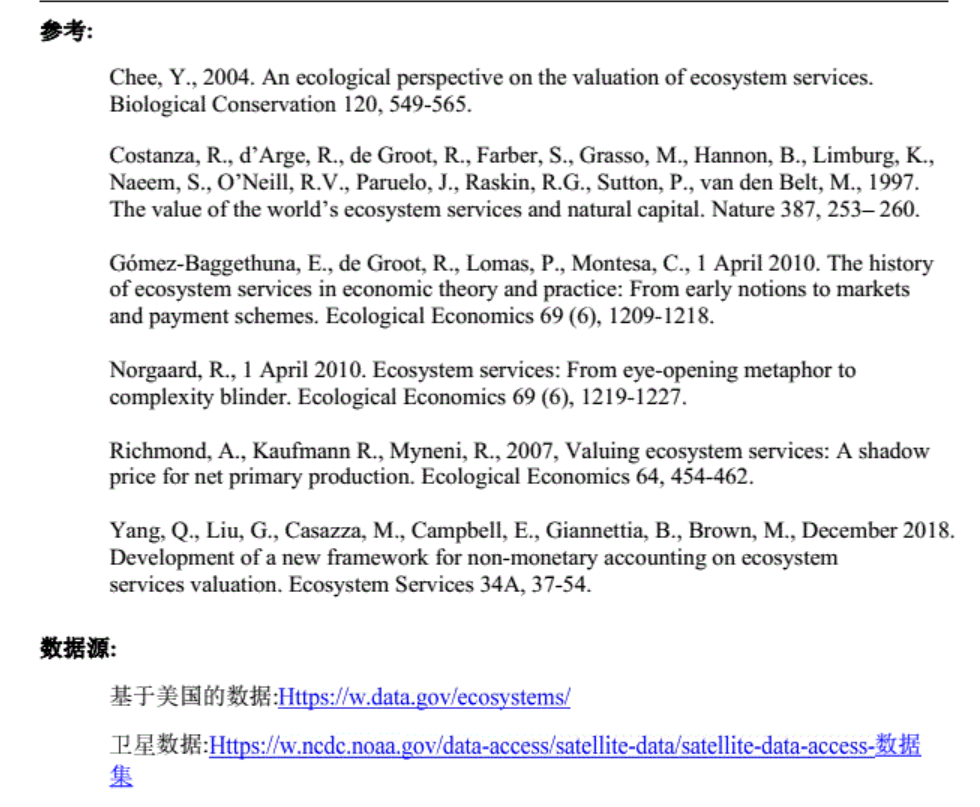 参考:
Chee, Y., 2004. An ecological perspective on the valuation of ecosystem services.
Biological Conservation 120, 549-565.
Costanza, R., d’Arge, R., de Groot, R., Farber, S., Grasso, M., Hannon, B., Limburg, K.,
Naeem, S., O’Neill, R.V., Paruelo, J., Raskin, R.G., Sutton, P., van den Belt, M., 1997.
The value of the world’s ecosystem services and natural capital. Nature 387, 253– 260.
Gómez-Baggethuna, E., de Groot, R., Lomas, P., Montesa, C., 1 April 2010. The history
of ecosystem services in economic theory and practice: From early notions to markets
and payment schemes. Ecological Economics 69 (6), 1209-1218.
Norgaard, R., 1 April 2010. Ecosystem services: From eye-opening metaphor to
complexity blinder. Ecological Economics 69 (6), 1219-1227.
Richmond, A., Kaufmann R., Myneni, R., 2007, Valuing ecosystem services: A shadow
price for net primary production. Ecological Economics 64, 454-462.
Yang, Q., Liu, G., Casazza, M., Campbell, E., Giannettia, B., Brown, M., December 2018.
Development of a new framework for non-monetary accounting on ecosystem
services valuation. Ecosystem Services 34A, 37-54.
数据源:
基于美国的数据:Https://w.data.gov/ecosystems/
卫星数据:Https://w.ncdc.noaa.gov/data-access/satellite-data/satellite-data-access-数据
集